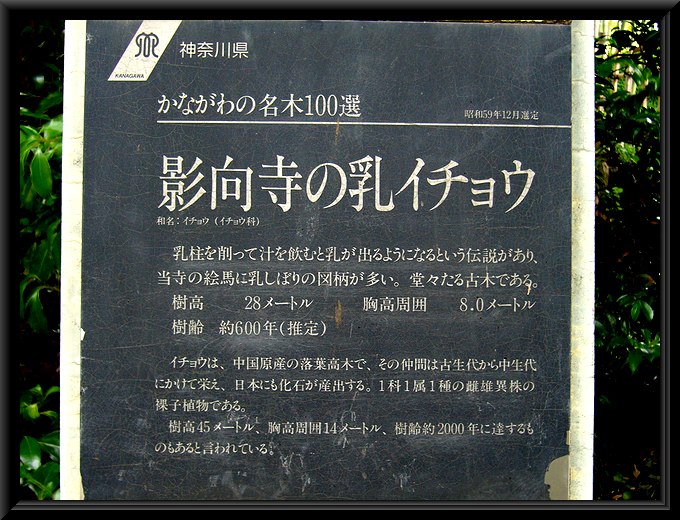 神奈川県
KANAGAWA
かながわの名木100選
昭和59年12月選定
影向寺の乳イチョウ
和名：イチョウ（イチョウ科）
乳柱を削って汁を飲むと乳が出るようになるという伝説があり、
当寺の絵馬に乳しぼりの図柄が多い。堂々たる古木である。
樹高　28メートル　胸高周囲　8.0メートル
樹齢　約600年(推定)
イチョウは、中国原産の落葉高木で、その仲間は古生代から中生代
にかけて栄え、日本にも化石が産出する。1科1属1種の雌雄異株の
裸子植物である。
樹高45メートル、胸高周囲14メートル、樹齢約2000年に達するも
のもあると言われている。